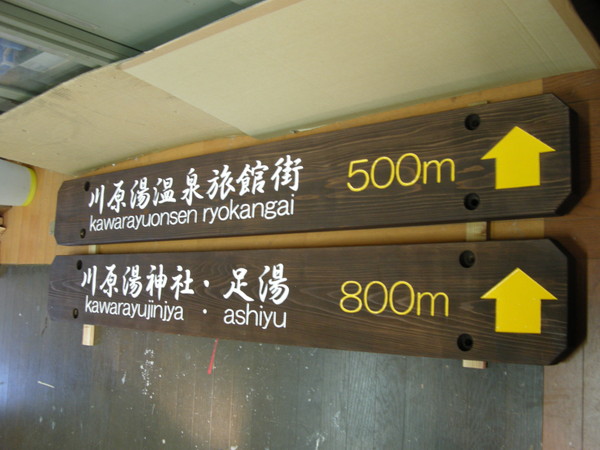 川原湯温泉旅館街 500m
kawarayuonsen ryokangai
川原湯神社・足湯 800m
kawarayujinjya ・ ashiyu